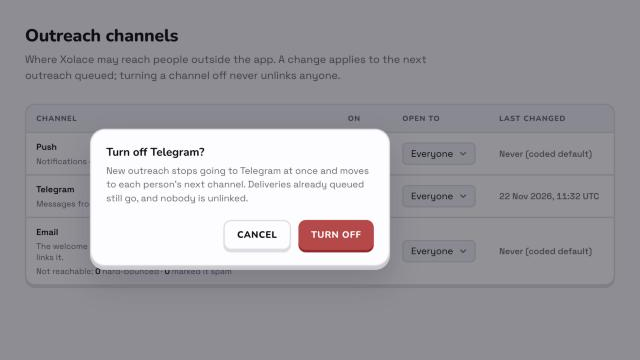 Outreach channels
Where Xolace may reach people outside the app. A change applies to the next
outreach queued; turning a channel off never unlinks anyone.
CHANNEL ON OPEN TO LAST CHANGED
Push
Notifications
Everyone
Never (coded default)
Turn off Telegram?
New outreach stops going to Telegram at once and moves
to each person's next channel. Deliveries already queued
still go, and nobody is unlinked.
CANCEL
TURN OFF
Telegram
Messages
Everyone
22 Nov 2026, 11:32 UTC
Email
The welcome
links it.
Not reachable: 0 hard-bounced · 0 marked it spam
Everyone
Never (coded default)